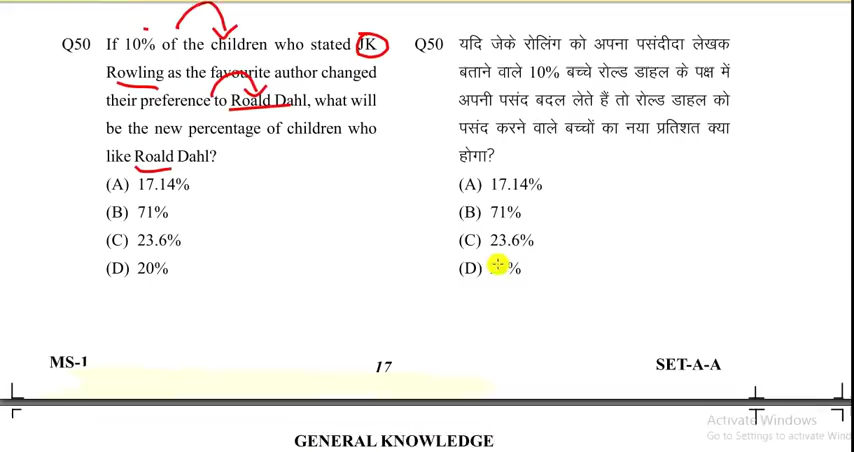 Q50 If 10% of the children who stated JK
Rowling as the favourite author changed
their preference to Roald Dahl, what will
be the new percentage of children who
like Roald Dahl?
(A) 17.14%
(B) 71%
(C) 23.6%
(D) 20%
Q50 यदि जेके रोलिंग को अपना पसंदीदा लेखक
बताने वाले 10% बच्चे रोल्ड डाहल के पक्ष में
अपनी पसंद बदल लेते हैं तो रोल्ड डाहल को
पसंद करने वाले बच्चों का नया प्रतिशत क्या
होगा?
(A) 17.14%
(B) 71%
(C) 23.6%
(D) %
MS-1
17
SET-A-A
Activate Windows
Go to Settings to activate Wind
GENERAL KNOWLEDGE